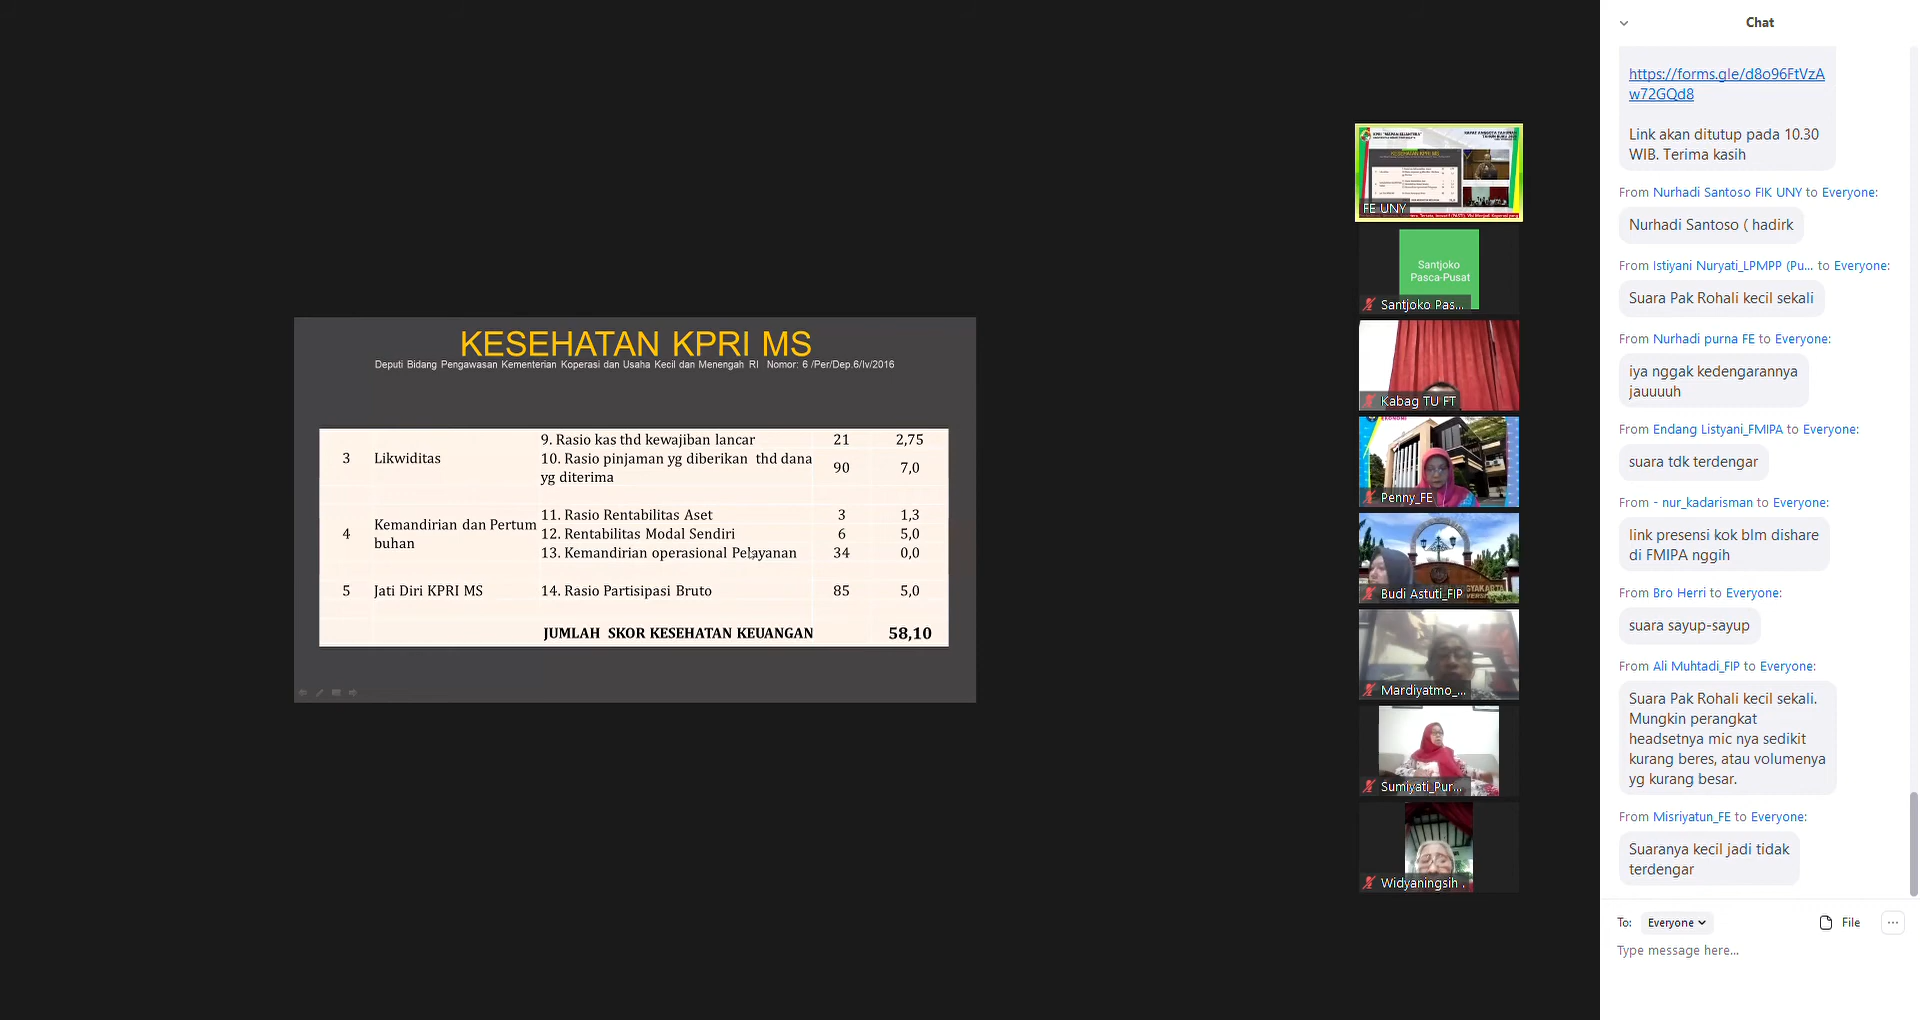 KESEHATAN KPRI MS
Deputi Bidang Pengawasan Kementerian Koperasi dan Usaha Kecil dan Menengah RI Nomor: 6 /Per/Dep.6/Iv/2016
3 Likwiditas 9. Rasio kas thd kewajiban lancar 21 2,75
10. Rasio pinjaman yg diberikan thd dana
yg diterima 90 7,0
4 Kemandirian dan Pertum
buhan
11. Rasio Rentabilitas Aset 3 1,3
12. Rentabilitas Modal Sendiri 6 5,0
13. Kemandirian operasional Pelayanan 34 0,0
5 Jati Diri KPRI MS 14. Rasio Partisipasi Bruto 85 5,0
JUMLAH SKOR KESEHATAN KEUANGAN 58,10
KPRI "MAPAN SEJAHTERA"
RAPAT ANGGOTA TAHUNAN
KESEHATAN KPRI MS
FE UNY
Santjoko
Pasca-Pusat
Santjoko Pas...
Kabag TU FT
Penny_FE
Budi Astuti_FIP
Mardiyatmo_...
Sumiyati_Pur...
Widyaningsih .
Chat
https://forms.gle/d8o96FtVzA
w72GQd8
Link akan ditutup pada 10.30
WIB. Terima kasih
From Nurhadi Santoso FIK UNY to Everyone:
Nurhadi Santoso ( hadirk
From Istiyani Nuryati_LPMPP (Pu... to Everyone:
Suara Pak Rohali kecil sekali
From Nurhadi purna FE to Everyone:
iya nggak kedengarannya
jauuuuh
From Endang Listyani_FMIPA to Everyone:
suara tdk terdengar
From - nur_kadarisman to Everyone:
link presensi kok blm dishare
di FMIPA nggih
From Bro Herri to Everyone:
suara sayup-sayup
From Ali Muhtadi_FIP to Everyone:
Suara Pak Rohali kecil sekali.
Mungkin perangkat
headsetnya mic nya sedikit
kurang beres, atau volumenya
yg kurang besar.
From Misriyatun_FE to Everyone:
Suaranya kecil jadi tidak
terdengar
To: Everyone File ...
Type message here...